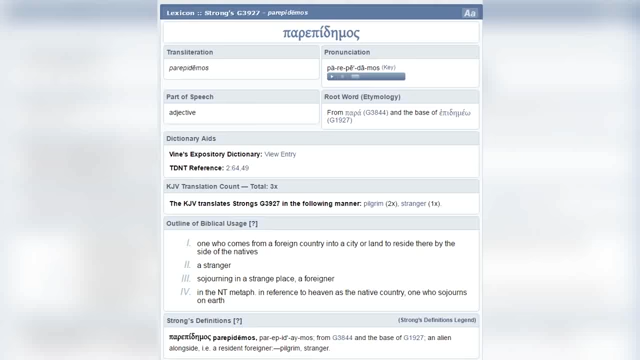 Lexicon :: Strong's G3927 - parepidēmos
Aa
παρεπίδημος
Transliteration
parepidēmos
Pronunciation
pä-re-pē'-dā-mos (Key)
Part of Speech
adjective
Root Word (Etymology)
From παρά (G3844) and the base of ἐπιδημέω
(G1927)
Dictionary Aids
Vine's Expository Dictionary: View Entry
TDNT Reference: 2:64,49
KJV Translation Count — Total: 3x
The KJV translates Strongs G3927 in the following manner: pilgrim (2x), stranger (1x).
Outline of Biblical Usage [?]
I. one who comes from a foreign country into a city or land to reside there by the
side of the natives
II. a stranger
III. sojourning in a strange place, a foreigner
IV. in the NT metaph. in reference to heaven as the native country, one who sojourns
on earth
Strong's Definitions [?]
(Strong's Definitions Legend)
παρεπίδημος parepídēmos, par-ep-id'-ay-mos; from G3844 and the base of G1927; an alien
alongside, i.e. a resident foreigner:—pilgrim, stranger.